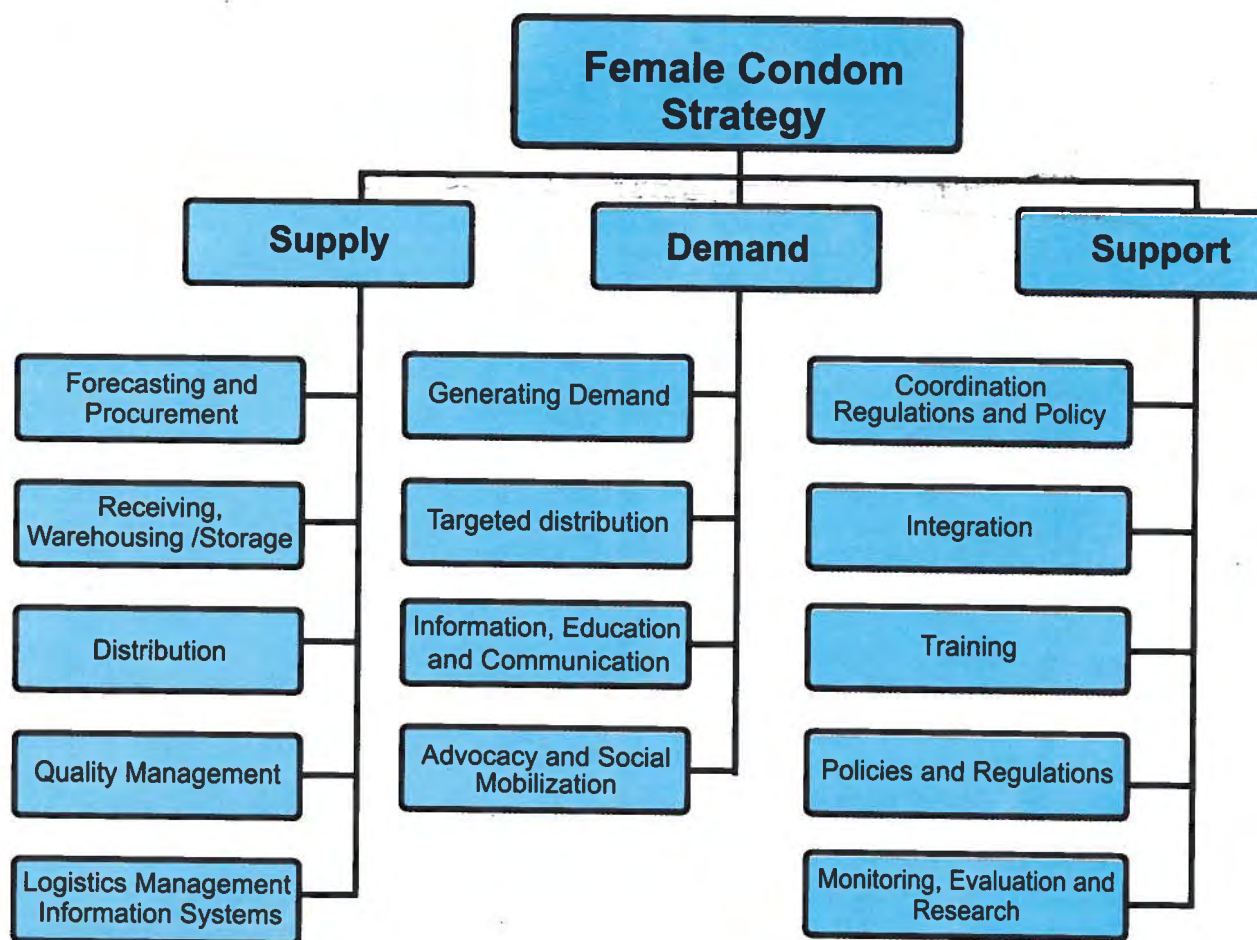 Female Condom
Strategy
Supply
Demand
Support
Forecasting and
Procurement
Receiving,
Warehousing /Storage
Distribution
Quality Management
Logistics Management
Information Systems
Generating Demand
Targeted distribution
Information, Education
and Communication
Advocacy and Social
Mobilization
Coordination
Regulations and Policy
Integration
Training
Policies and Regulations
Monitoring, Evaluation and
Research